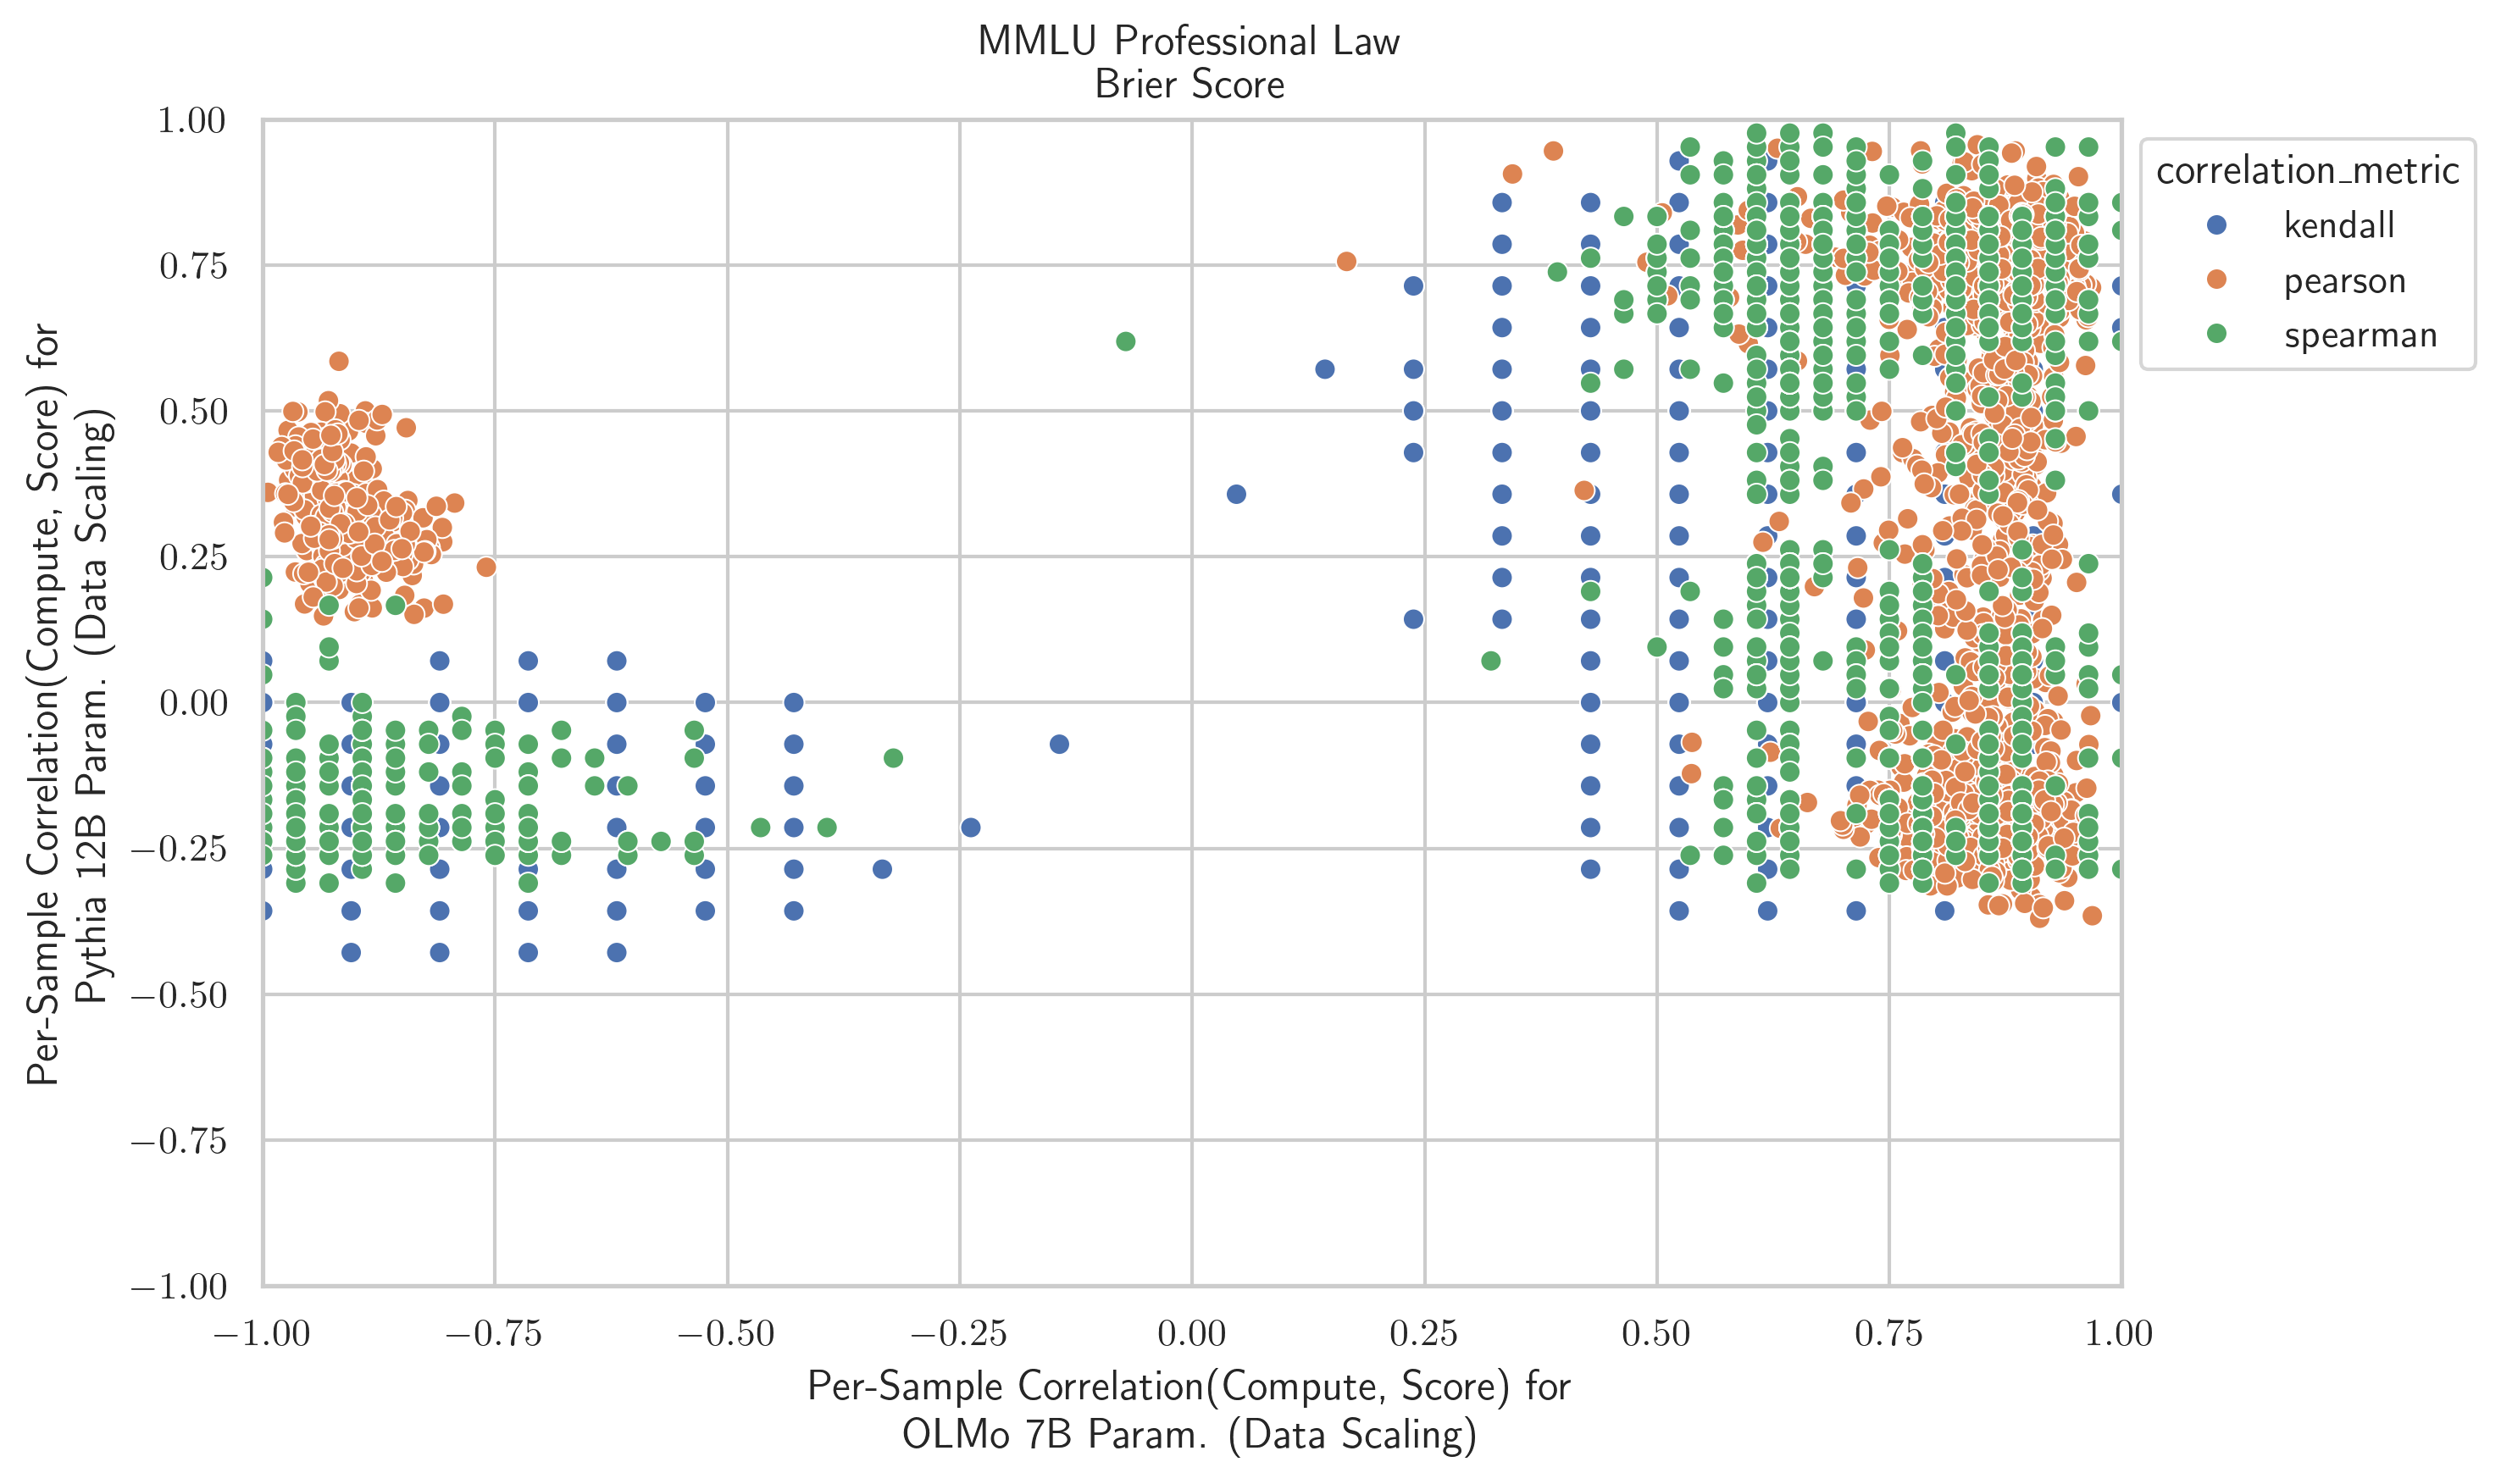 MMLU Professional Law
Brier Score
Per-Sample Correlation(Compute, Score) for
Pythia 12B Param. (Data Scaling)
1.00
0.75
0.50
0.25
0.00
−0.25
−0.50
−0.75
−1.00
−1.00 −0.75 −0.50 −0.25 0.00 0.25 0.50 0.75 1.00
Per-Sample Correlation(Compute, Score) for
OLMo 7B Param. (Data Scaling)
correlation_metric
kendall
pearson
spearman